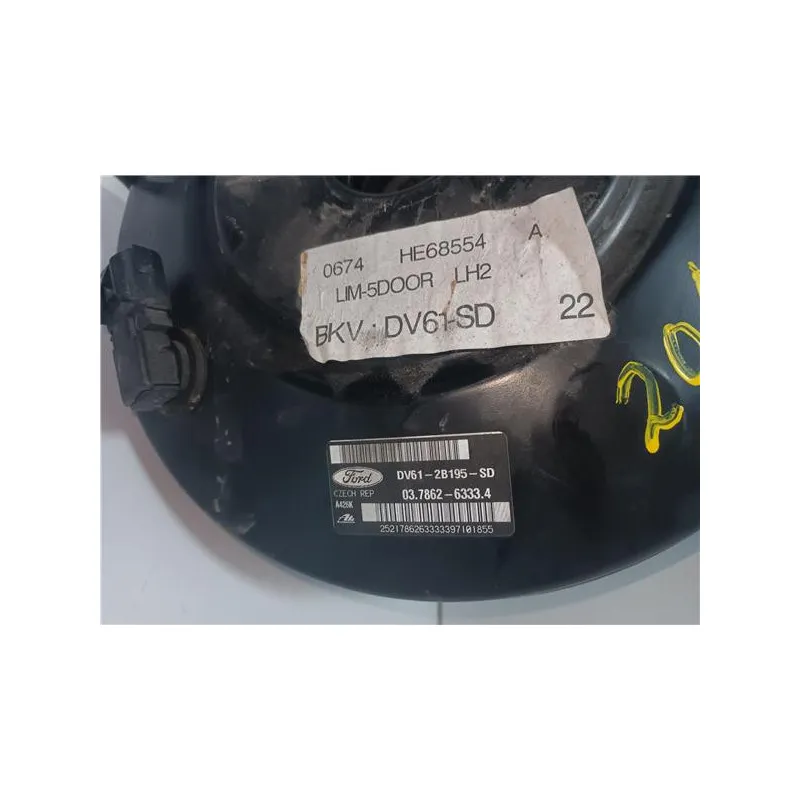 0674 HE68554 A
LIM-5DOOR LH2
BKV : DV61-SD 22
Ford DV61-2B195-SD
CZECH REP 03.7862-6333.4
A426K
2521786263333397101855